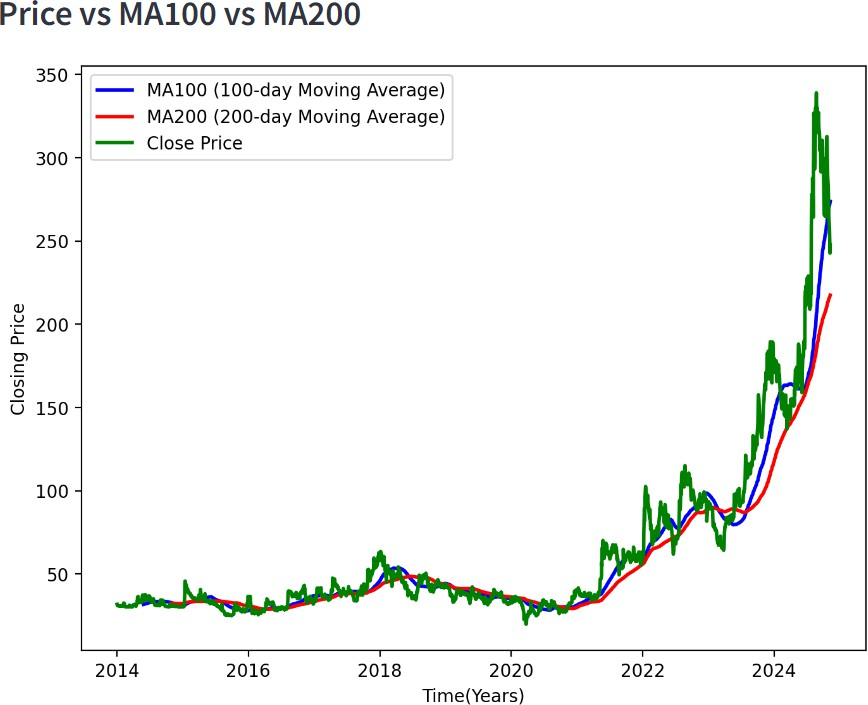 Price vs MA100 vs MA200
MA100 (100-day Moving Average)
MA200 (200-day Moving Average)
Close Price
350
300
250
200
150
100
50
Closing Price
2014 2016 2018 2020 2022 2024
Time(Years)